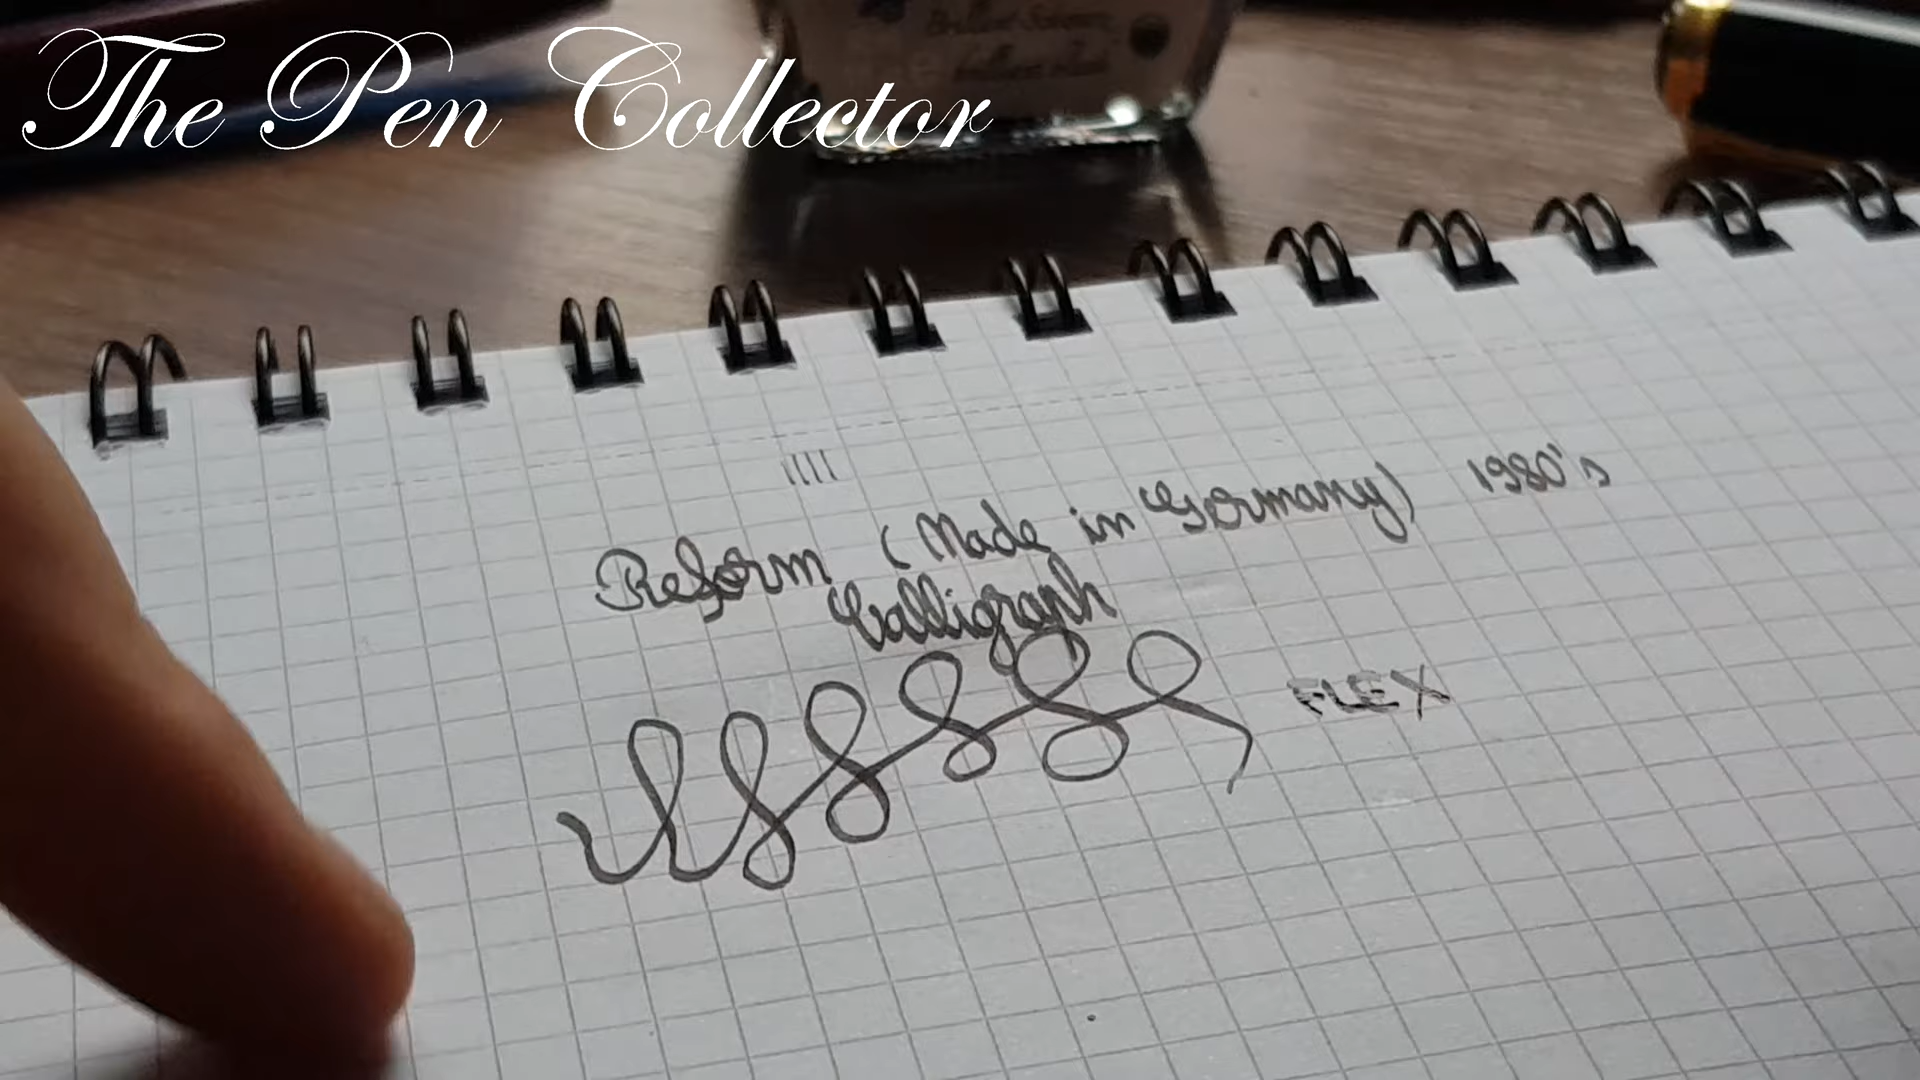 The Pen Collector
Reform (Made in Germany) 1980's
Calligraph
FLEX